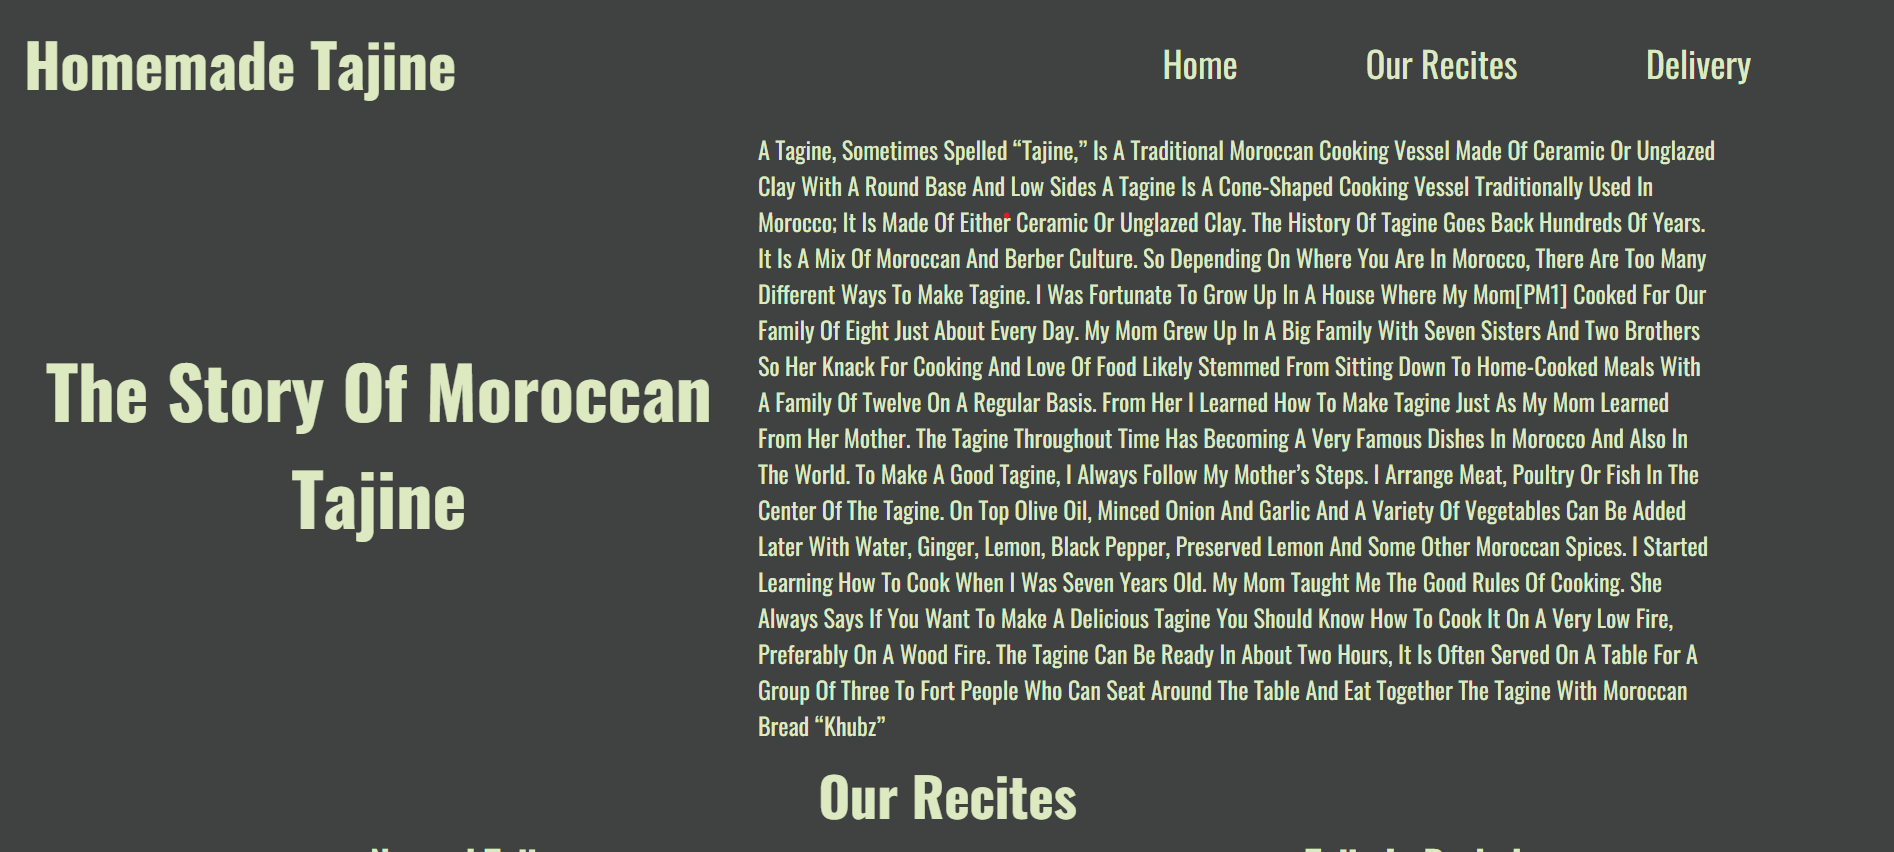 Homemade Tajine
Home
Our Recites
Delivery
A Tagine, Sometimes Spelled “Tajine,” Is A Traditional Moroccan Cooking Vessel Made Of Ceramic Or Unglazed
Clay With A Round Base And Low Sides A Tagine Is A Cone-Shaped Cooking Vessel Traditionally Used In
Morocco; It Is Made Of Either Ceramic Or Unglazed Clay. The History Of Tagine Goes Back Hundreds Of Years.
It Is A Mix Of Moroccan And Berber Culture. So Depending On Where You Are In Morocco, There Are Too Many
Different Ways To Make Tagine. I Was Fortunate To Grow Up In A House Where My Mom[PM1] Cooked For Our
Family Of Eight Just About Every Day. My Mom Grew Up In A Big Family With Seven Sisters And Two Brothers
So Her Knack For Cooking And Love Of Food Likely Stemmed From Sitting Down To Home-Cooked Meals With
A Family Of Twelve On A Regular Basis. From Her I Learned How To Make Tagine Just As My Mom Learned
From Her Mother. The Tagine Throughout Time Has Becoming A Very Famous Dishes In Morocco And Also In
The World. To Make A Good Tagine, I Always Follow My Mother’s Steps. I Arrange Meat, Poultry Or Fish In The
Center Of The Tagine. On Top Olive Oil, Minced Onion And Garlic And A Variety Of Vegetables Can Be Added
Later With Water, Ginger, Lemon, Black Pepper, Preserved Lemon And Some Other Moroccan Spices. I Started
Learning How To Cook When I Was Seven Years Old. My Mom Taught Me The Good Rules Of Cooking. She
Always Says If You Want To Make A Delicious Tagine You Should Know How To Cook It On A Very Low Fire,
Preferably On A Wood Fire. The Tagine Can Be Ready In About Two Hours, It Is Often Served On A Table For A
Group Of Three To Fort People Who Can Seat Around The Table And Eat Together The Tagine With Moroccan
Bread “Khubz”
The Story Of Moroccan
Tajine
Our Recites